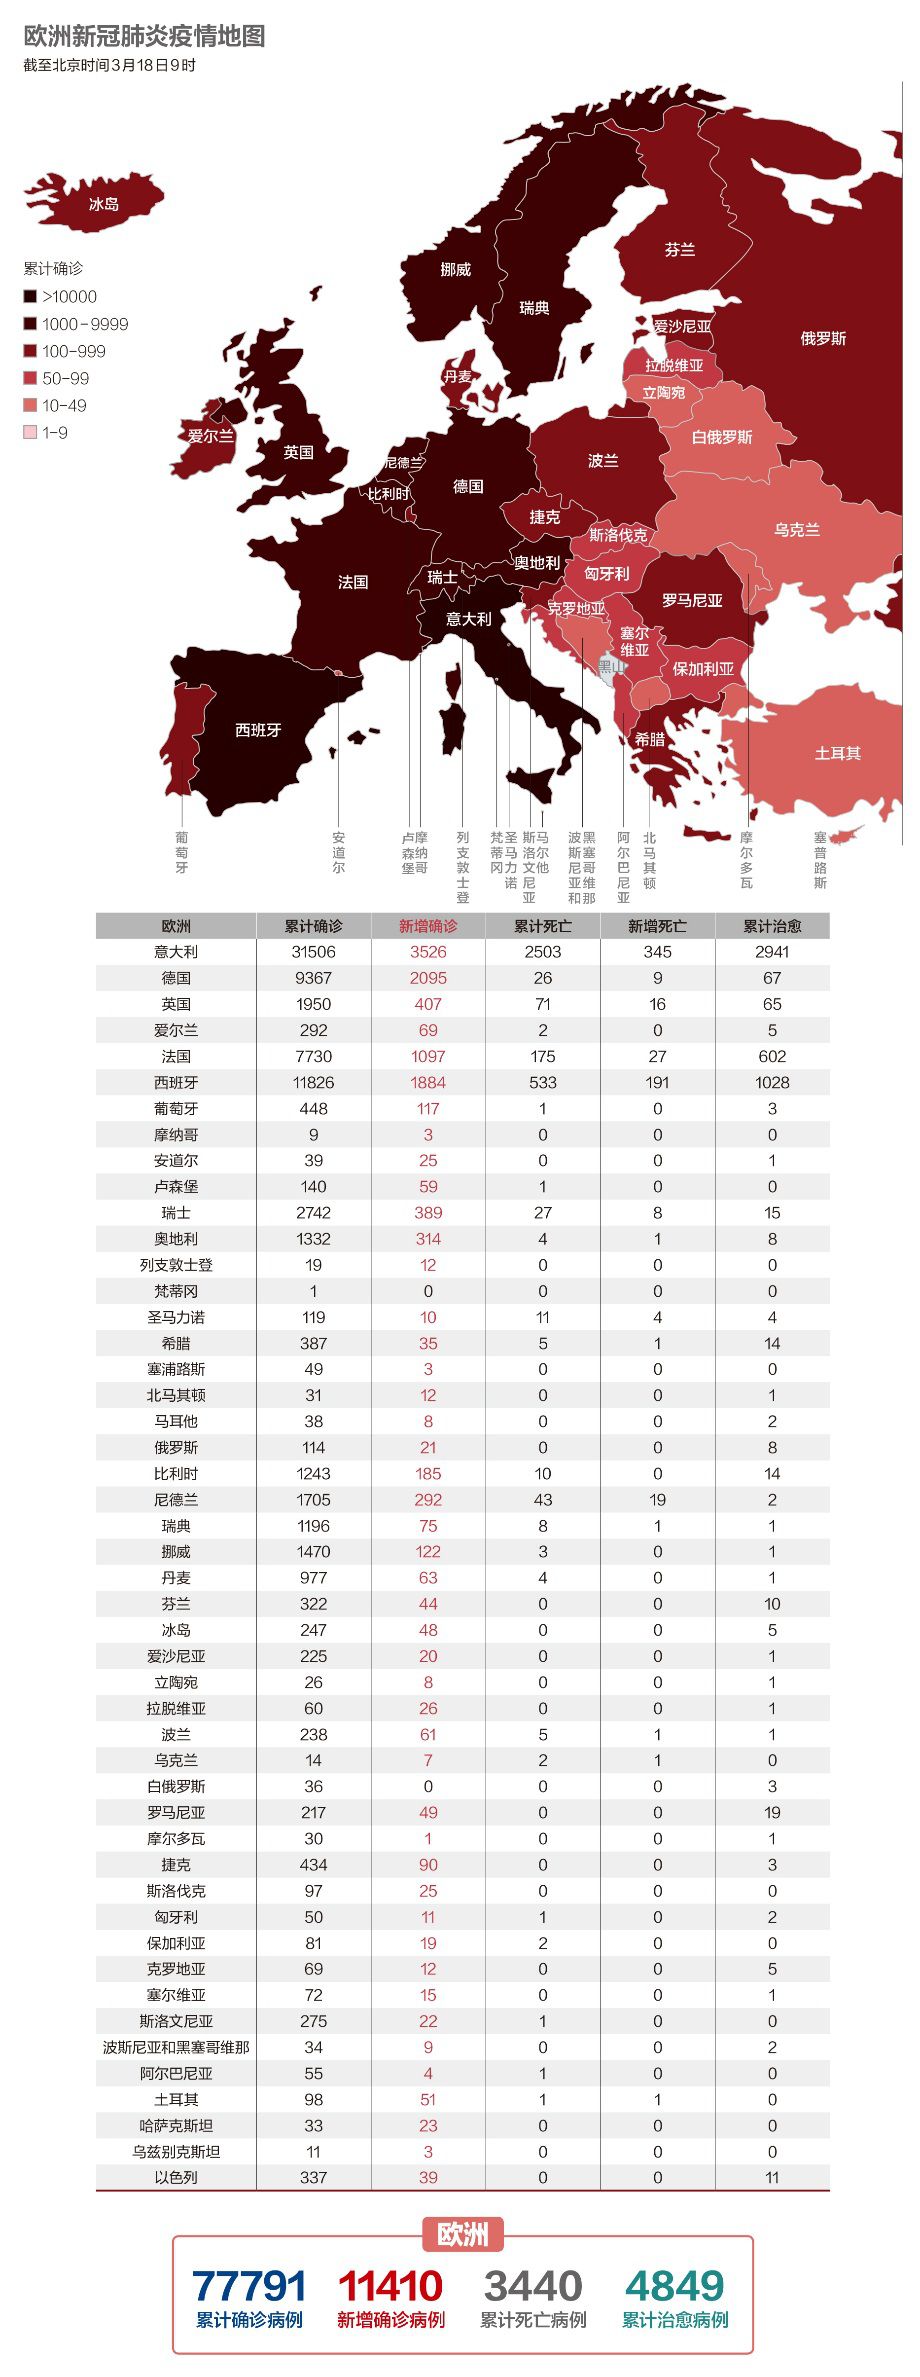 欧洲新冠肺炎疫情地图
截至北京时间3月18日9时
冰岛
累计确诊
>10000
1000-9999
100-999
50-99
10-49
1-9
挪威
瑞典
芬兰
俄罗斯
爱沙尼亚
拉脱维亚
立陶宛
白俄罗斯
丹麦
爱尔兰
英国
尼德兰
比利时
德国
波兰
捷克
斯洛伐克
乌克兰
奥地利
匈牙利
瑞士
法国
意大利
克罗地亚
罗马尼亚
塞尔
维亚
黑山
保加利亚
西班牙
希腊
土耳其
葡萄牙
安道尔
卢森堡
摩纳哥
列支敦士登
梵蒂冈
圣马力诺
斯洛文尼亚
马尔他
波斯尼亚和
黑塞哥维那
阿尔巴尼亚
北马其顿
摩尔多瓦
塞普路斯
欧洲 累计确诊 新增确诊 累计死亡 新增死亡 累计治愈
意大利 31506 3526 2503 345 2941
德国 9367 2095 26 9 67
英国 1950 407 71 16 65
爱尔兰 292 69 2 0 5
法国 7730 1097 175 27 602
西班牙 11826 1884 533 191 1028
葡萄牙 448 117 1 0 3
摩纳哥 9 3 0 0 0
安道尔 39 25 0 0 1
卢森堡 140 59 1 0 0
瑞士 2742 389 27 8 15
奥地利 1332 314 4 1 8
列支敦士登 19 12 0 0 0
梵蒂冈 1 0 0 0 0
圣马力诺 119 10 11 4 4
希腊 387 35 5 1 14
塞浦路斯 49 3 0 0 0
北马其顿 31 12 0 0 1
马耳他 38 8 0 0 2
俄罗斯 114 21 0 0 8
比利时 1243 185 10 0 14
尼德兰 1705 292 43 19 2
瑞典 1196 75 8 1 1
挪威 1470 122 3 0 1
丹麦 977 63 4 0 1
芬兰 322 44 0 0 10
冰岛 247 48 0 0 5
爱沙尼亚 225 20 0 0 1
立陶宛 26 8 0 0 1
拉脱维亚 60 26 0 0 1
波兰 238 61 5 1 1
乌克兰 14 7 2 1 0
白俄罗斯 36 0 0 0 3
罗马尼亚 217 49 0 0 19
摩尔多瓦 30 1 0 0 1
捷克 434 90 0 0 3
斯洛伐克 97 25 0 0 0
匈牙利 50 11 1 0 2
保加利亚 81 19 2 0 0
克罗地亚 69 12 0 0 5
塞尔维亚 72 15 0 0 1
斯洛文尼亚 275 22 1 0 0
波斯尼亚和黑塞哥维那 34 9 0 0 2
阿尔巴尼亚 55 4 1 0 0
土耳其 98 51 1 1 0
哈萨克斯坦 33 23 0 0 0
乌兹别克斯坦 11 3 0 0 0
以色列 337 39 0 0 11
欧洲
77791 11410 3440 4849
累计确诊病例 新增确诊病例 累计死亡病例 累计治愈病例